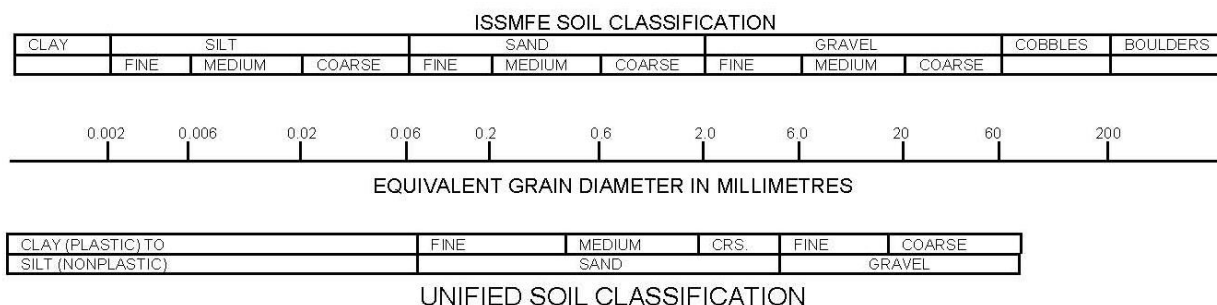 ISSMFE SOIL CLASSIFICATION
CLAY SILT SAND GRAVEL COBBLES BOULDERS
FINE MEDIUM COARSE FINE MEDIUM COARSE FINE MEDIUM COARSE
0.002 0.006 0.02 0.06 0.2 0.6 2.0 6.0 20 60 200
EQUIVALENT GRAIN DIAMETER IN MILLIMETRES
CLAY (PLASTIC) TO FINE MEDIUM CRS. FINE COARSE
SILT (NONPLASTIC) SAND GRAVEL
UNIFIED SOIL CLASSIFICATION